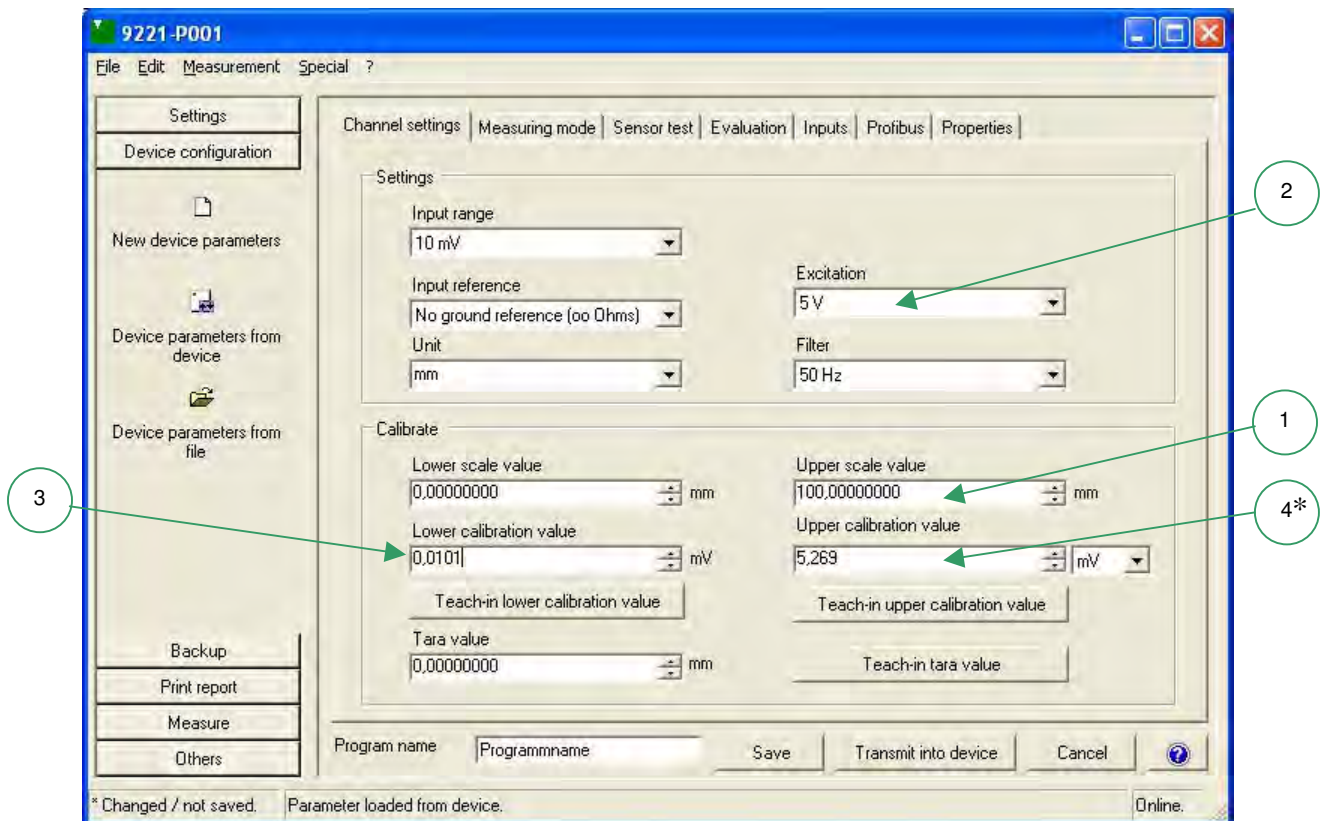 9221-P001
File Edit Measurement Special ?
Settings
Device configuration
New device parameters
Device parameters from
device
Device parameters from
file
Backup
Print report
Measure
Others
Channel settings Measuring mode Sensor test Evaluation Inputs Profibus Properties
Settings
Input range
10 mV
Input reference
No ground reference (oo Ohms)
Unit
mm
Excitation
5 V
Filter
50 Hz
Calibrate
Lower scale value
0,00000000 mm
Upper scale value
100,00000000 mm
Lower calibration value
0,0101 mV
Upper calibration value
5,269 mV
Teach-in lower calibration value
Teach-in upper calibration value
Tara value
0,00000000 mm
Teach-in tara value
Program name Programmname Save Transmit into device Cancel ?
* Changed / not saved. Parameter loaded from device. Online.
2
1
3
4*